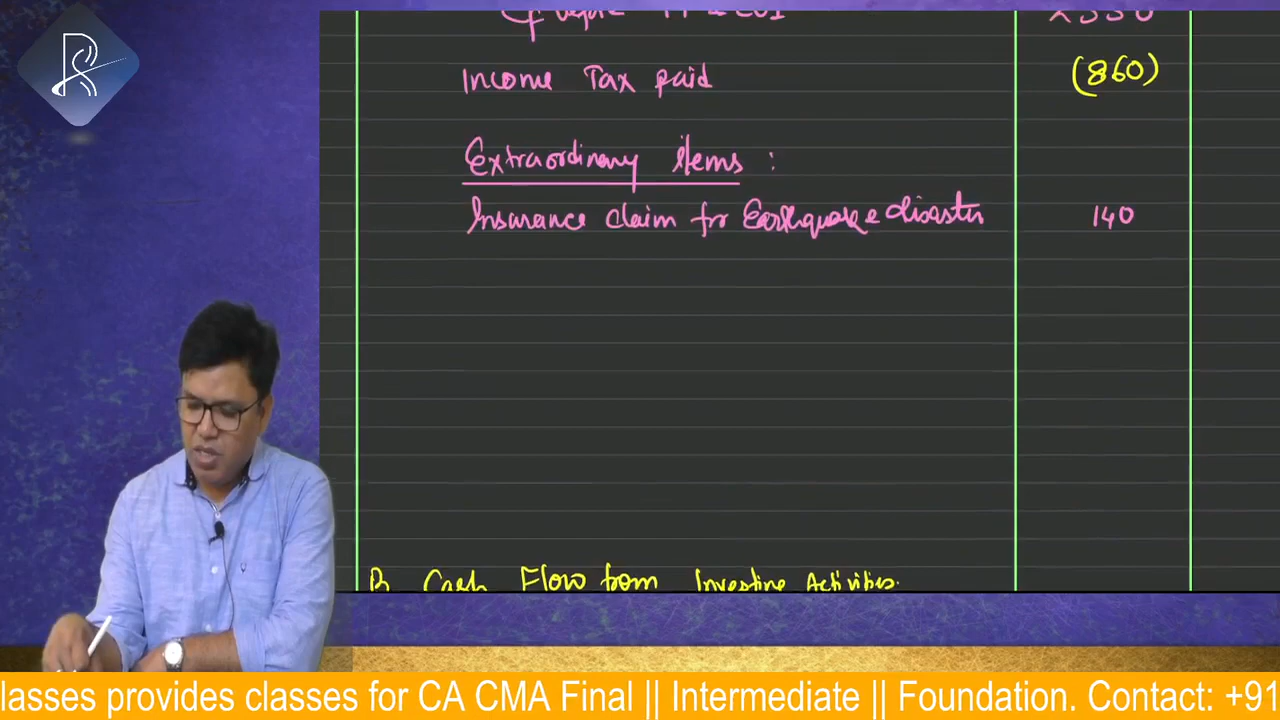 Income Tax paid (860)
Extraordinary items :
Insurance claim for Earthquake disaster 140
B. Cash Flow from Investing Activities.
lasses provides classes for CA CMA Final || Intermediate || Foundation. Contact: +91